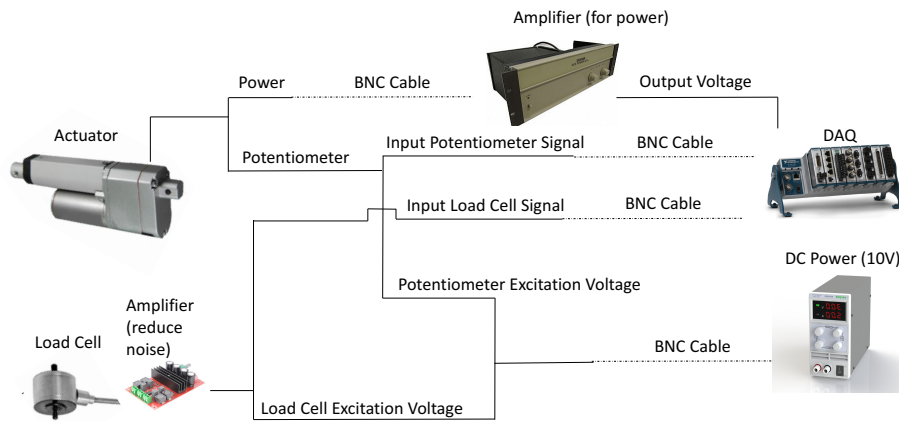 Amplifier (for power)
Power
BNC Cable
Output Voltage
Actuator
Potentiometer
Input Potentiometer Signal
BNC Cable
DAQ
Input Load Cell Signal
BNC Cable
DC Power (10V)
Potentiometer Excitation Voltage
Amplifier
(reduce
noise)
Load Cell
BNC Cable
Load Cell Excitation Voltage